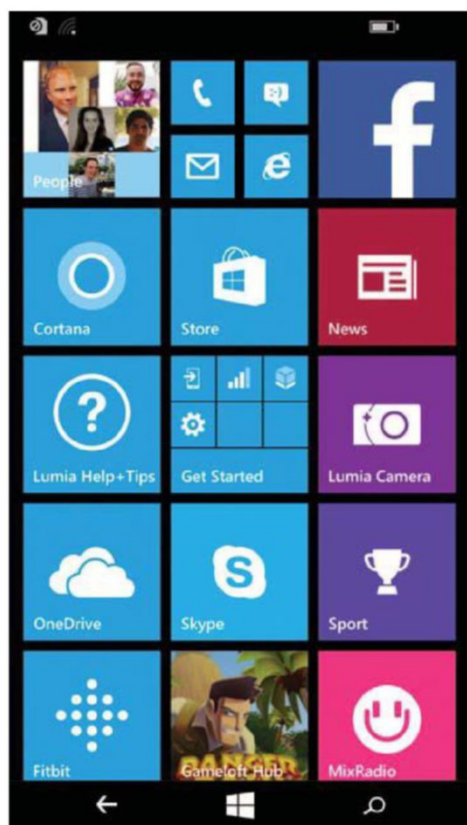 People
Cortana
Store
News
Lumia Help+Tips
Get Started
Lumia Camera
OneDrive
Skype
Sport
Fitbit
Gameloft Hub
MixRadio